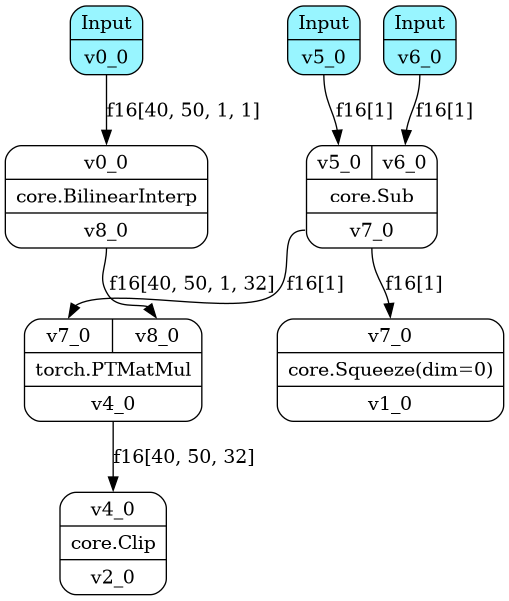 Input
v0_0
Input
v5_0
Input
v6_0
f16[40, 50, 1, 1]
f16[1]
f16[1]
v0_0
core.BilinearInterp
v8_0
v5_0 v6_0
core.Sub
v7_0
f16[40, 50, 1, 32]
f16[1]
f16[1]
v7_0 v8_0
torch.PTMatMul
v4_0
v7_0
core.Squeeze(dim=0)
v1_0
f16[40, 50, 32]
v4_0
core.Clip
v2_0